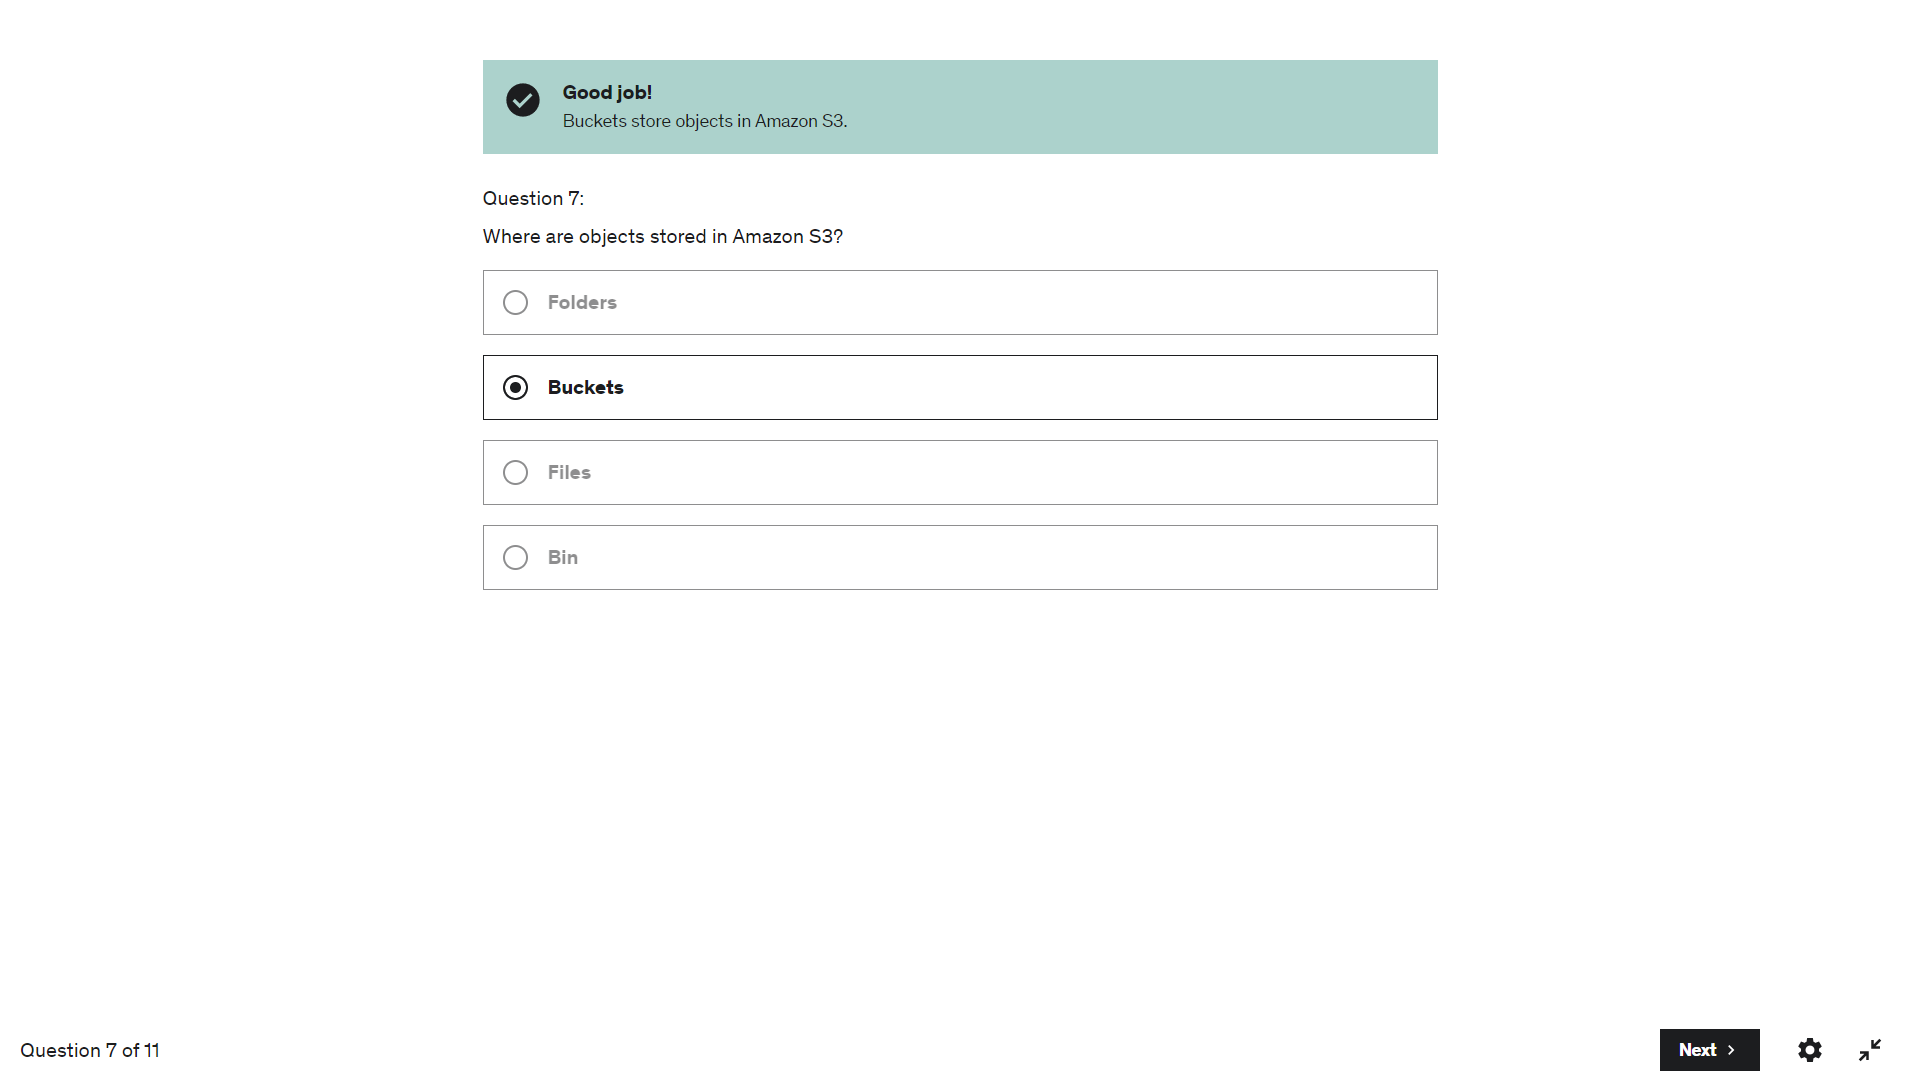 Good job!
Buckets store objects in Amazon S3.
Question 7:
Where are objects stored in Amazon S3?
Folders
Buckets
Files
Bin
Question 7 of 11
Next